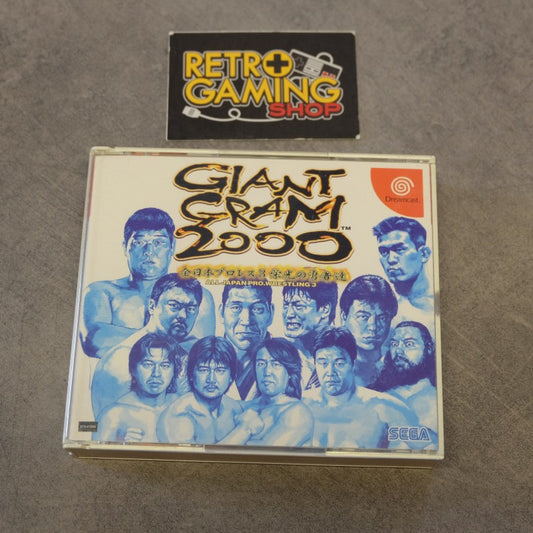 RETRO
GAMING
SHOP
GIANT
GRAM
2000™
全日本プロレス3 栄光の勇者達
ALL JAPAN PRO.WRESTLING 3
Dreamcast
SEGA